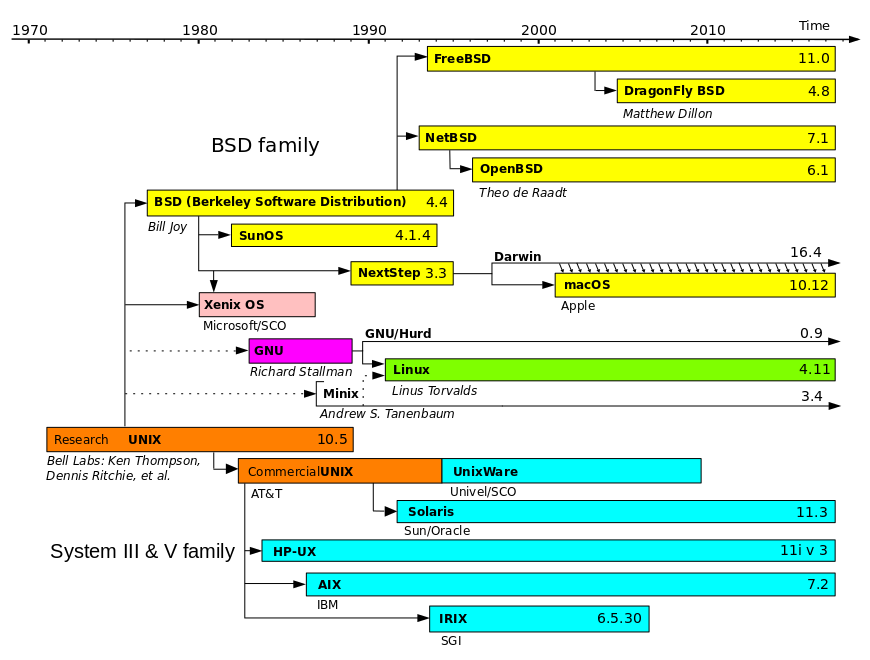 1970 1980 1990 2000 2010 Time
FreeBSD 11.0
DragonFly BSD 4.8
Matthew Dillon
NetBSD 7.1
BSD family
OpenBSD 6.1
Theo de Raadt
BSD (Berkeley Software Distribution) 4.4
Bill Joy
SunOS 4.1.4
Darwin 16.4
NextStep 3.3
macOS 10.12
Apple
Xenix OS
Microsoft/SCO
GNU/Hurd 0.9
GNU
Richard Stallman
Linux 4.11
Linus Torvalds
Minix 3.4
Andrew S. Tanenbaum
Research UNIX 10.5
Bell Labs: Ken Thompson,
Dennis Ritchie, et al.
CommercialUNIX
AT&T
UnixWare
Univel/SCO
Solaris 11.3
Sun/Oracle
System III & V family
HP-UX 11i v 3
AIX 7.2
IBM
IRIX 6.5.30
SGI